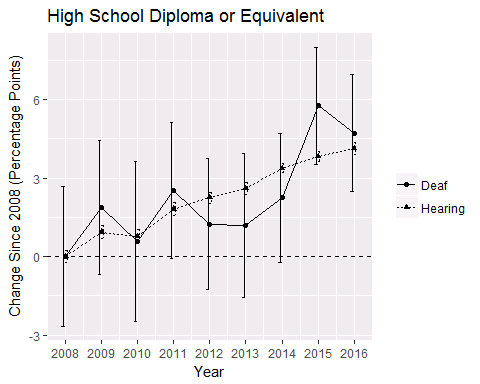 High School Diploma or Equivalent
Change Since 2008 (Percentage Points)
6
3
0
-3
2008 2009 2010 2011 2012 2013 2014 2015 2016
Year
Deaf
Hearing